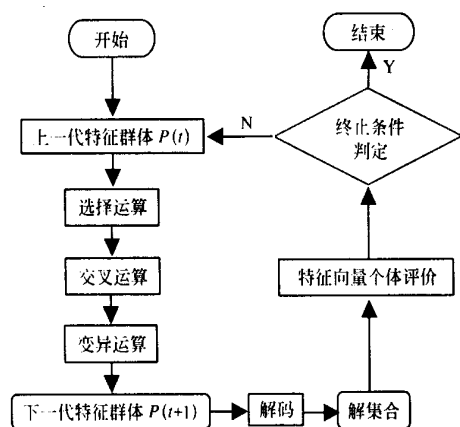 开始
结束
Y
N
上一代特征群体 P(t)
终止条件
判定
选择运算
交叉运算
特征向量个体评价
变异运算
下一代特征群体 P(t+1)
解码
解集合